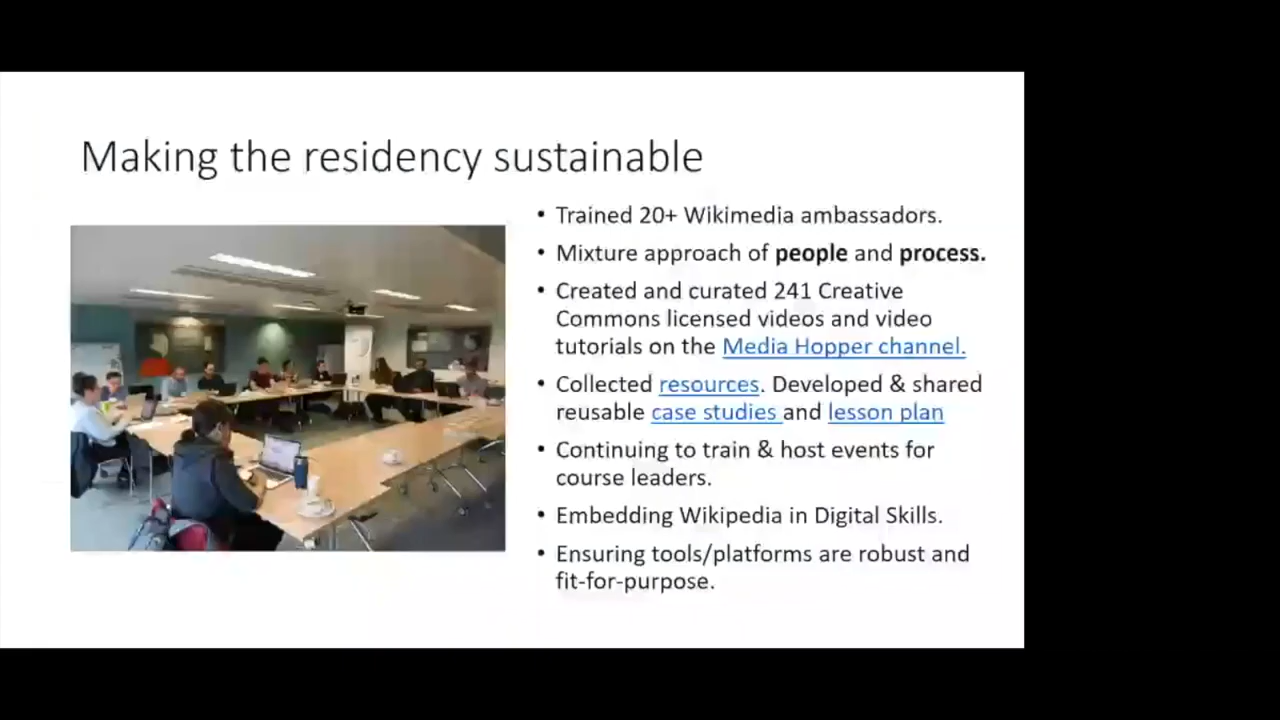 Making the residency sustainable
• Trained 20+ Wikimedia ambassadors.
• Mixture approach of people and process.
• Created and curated 241 Creative
Commons licensed videos and video
tutorials on the Media Hopper channel.
• Collected resources. Developed & shared
reusable case studies and lesson plan
• Continuing to train & host events for
course leaders.
• Embedding Wikipedia in Digital Skills.
• Ensuring tools/platforms are robust and
fit-for-purpose.